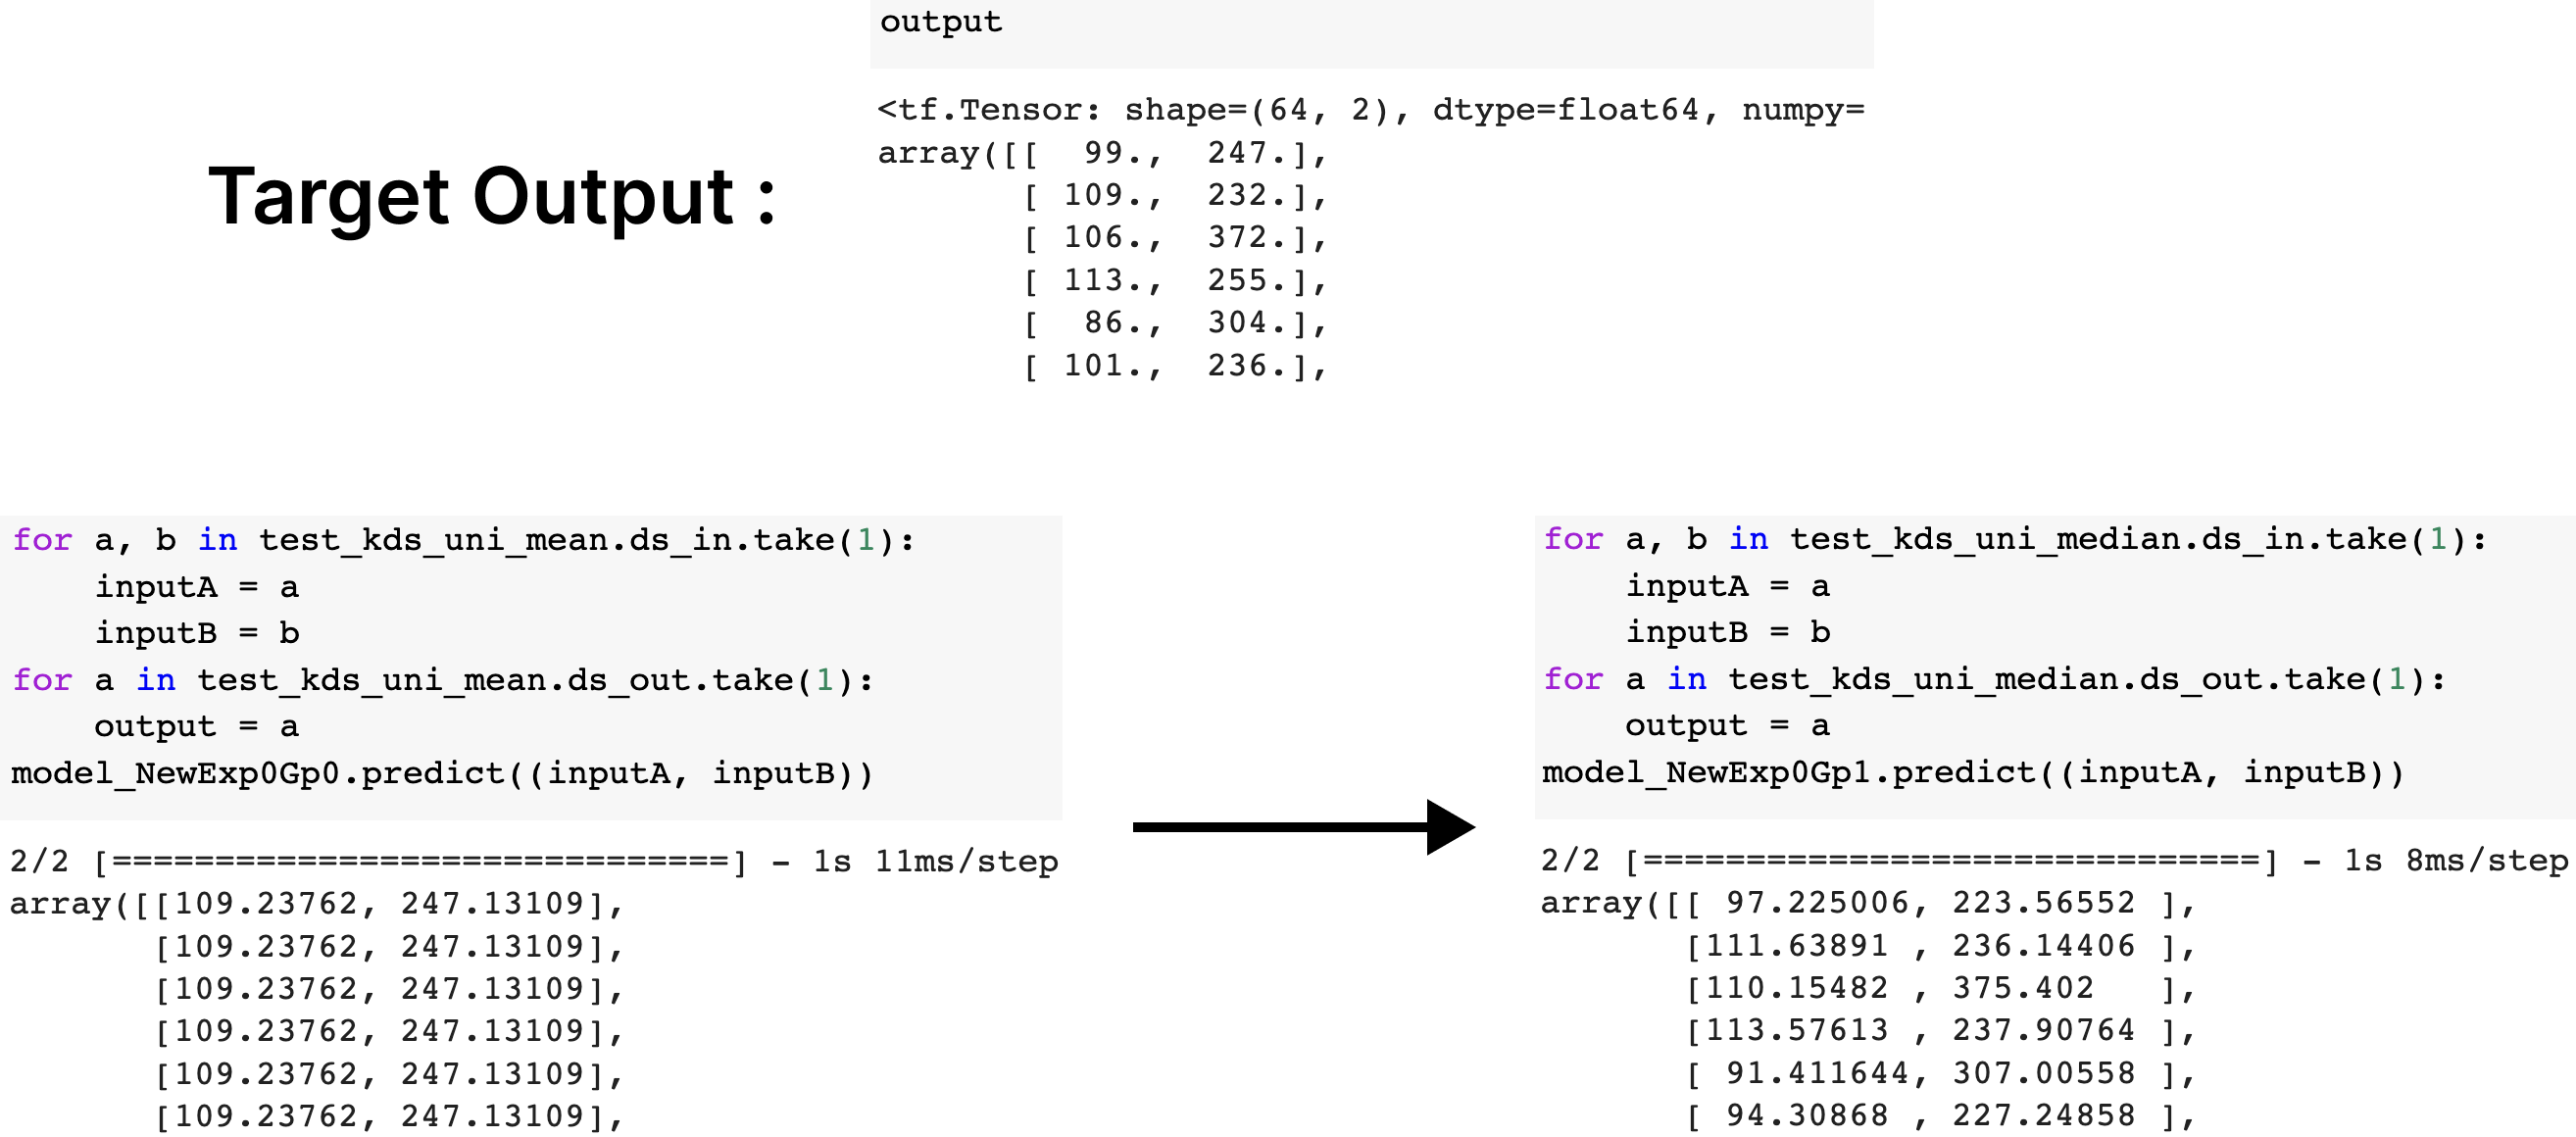 output
<tf.Tensor: shape=(64, 2), dtype=float64, numpy=
array([[  99.,  247.],
       [ 109.,  232.],
       [ 106.,  372.],
       [ 113.,  255.],
       [  86.,  304.],
       [ 101.,  236.],
Target Output :
for a, b in test_kds_uni_mean.ds_in.take(1):
    inputA = a
    inputB = b
for a in test_kds_uni_mean.ds_out.take(1):
    output = a
model_NewExp0Gp0.predict((inputA, inputB))
2/2 [==============================] - 1s 11ms/step
array([[109.23762, 247.13109],
       [109.23762, 247.13109],
       [109.23762, 247.13109],
       [109.23762, 247.13109],
       [109.23762, 247.13109],
       [109.23762, 247.13109],
for a, b in test_kds_uni_median.ds_in.take(1):
    inputA = a
    inputB = b
for a in test_kds_uni_median.ds_out.take(1):
    output = a
model_NewExp0Gp1.predict((inputA, inputB))
2/2 [==============================] - 1s 8ms/step
array([[ 97.225006, 223.56552 ],
       [111.63891 , 236.14406 ],
       [110.15482 , 375.402   ],
       [113.57613 , 237.90764 ],
       [ 91.411644, 307.00558 ],
       [ 94.30868 , 227.24858 ],